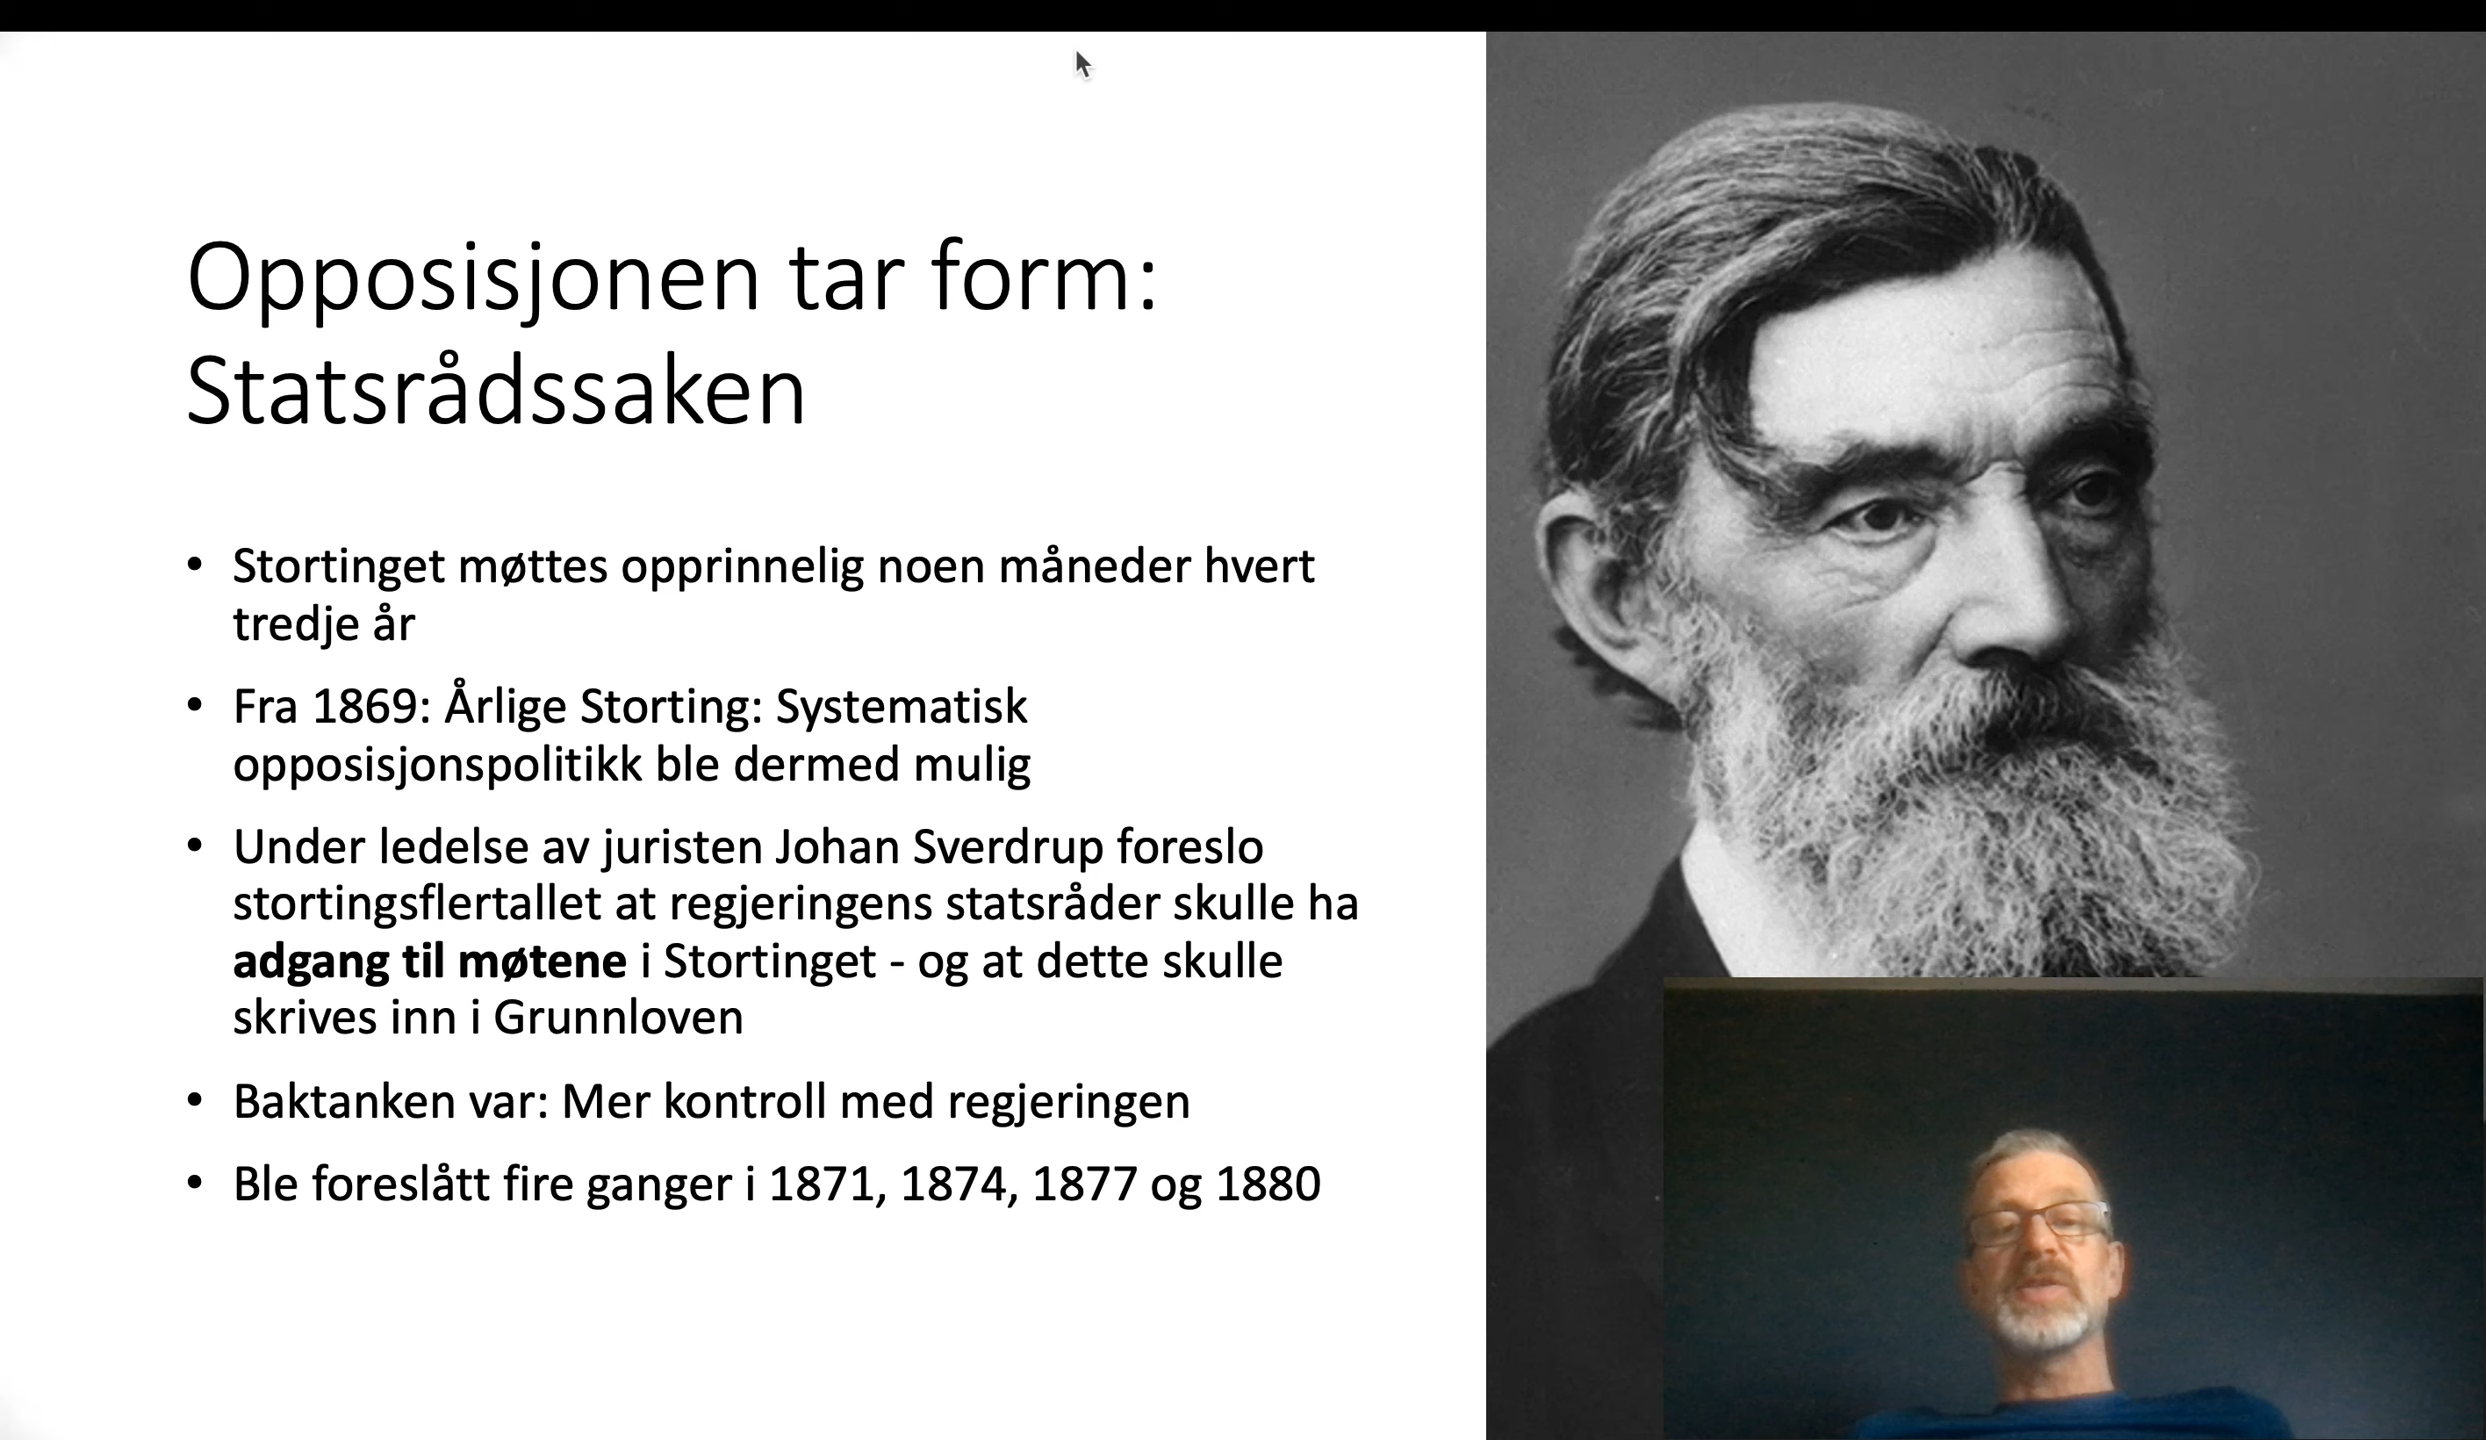 Opposisjonen tar form:
Statsrådssaken
• Stortinget møttes opprinnelig noen måneder hvert
tredje år
• Fra 1869: Årlige Storting: Systematisk
opposisjonspolitikk ble dermed mulig
• Under ledelse av juristen Johan Sverdrup foreslo
stortingsflertallet at regjeringens statsråder skulle ha
adgang til møtene i Stortinget - og at dette skulle
skrives inn i Grunnloven
• Baktanken var: Mer kontroll med regjeringen
• Ble foreslått fire ganger i 1871, 1874, 1877 og 1880